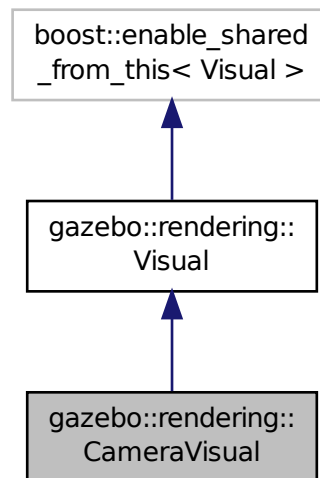 boost::enable_shared
_from_this< Visual >
gazebo::rendering::
Visual
gazebo::rendering::
CameraVisual